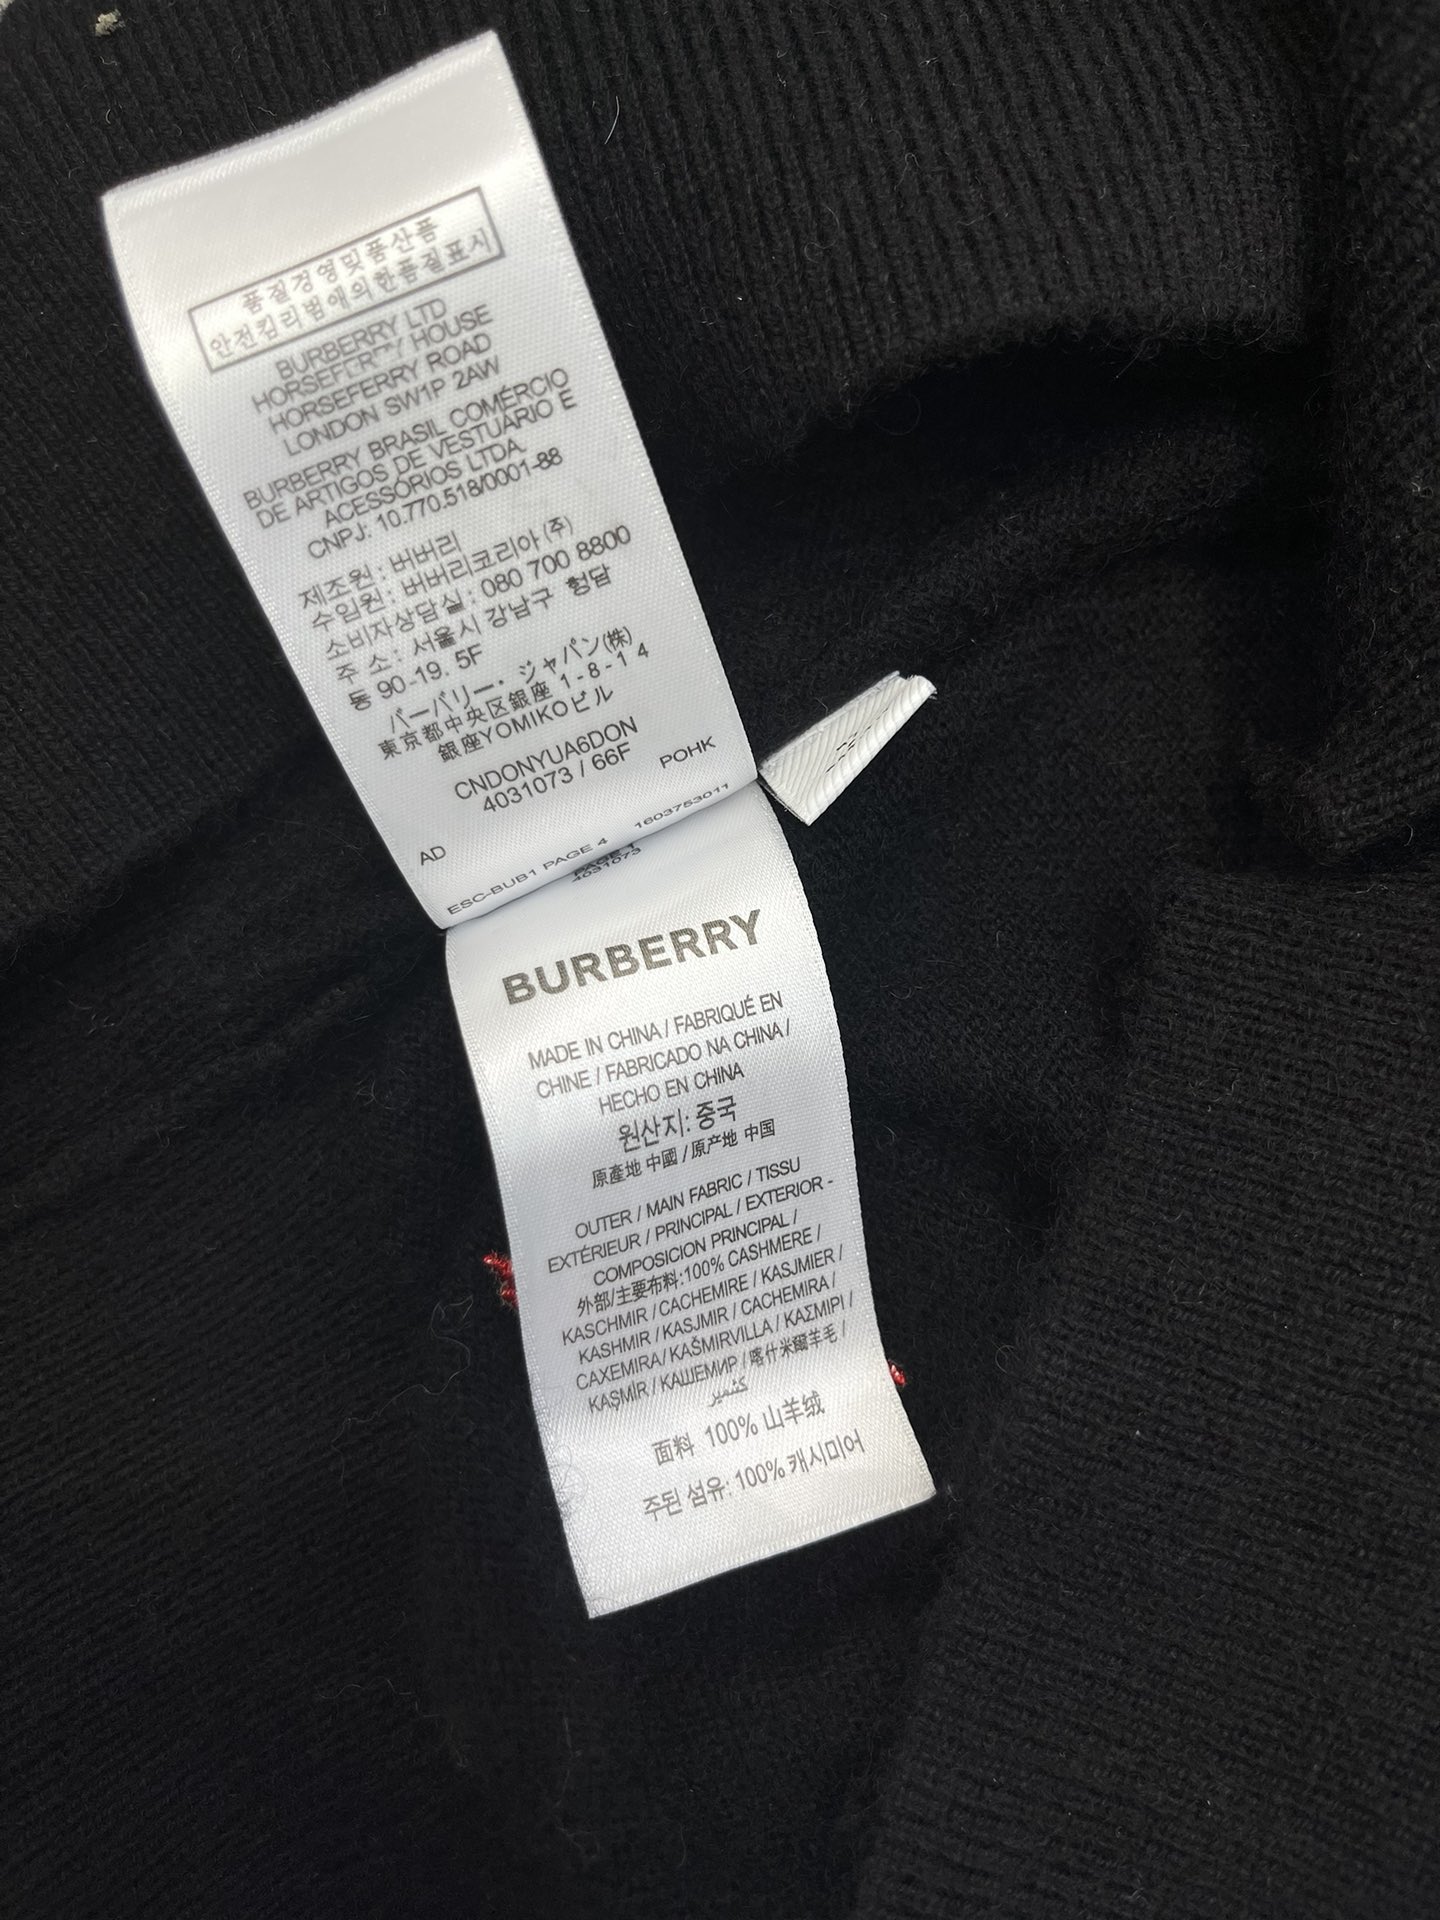 품질경영및품산품
안전킴리범애의한품질표시
BURBERRY LTD
HORSEFERRY HOUSE
HORSEFERRY ROAD
LONDON SW1P 2AW
BURBERRY BRASIL COMÉRCIO
DE ARTIGOS DE VESTUÁRIO E
ACESSÓRIOS LTDA.
CNPJ: 10.770.518/0001-88
제조원 : 버버리
수입원 : 버버리코리아 (주)
소비자상담실 : 080 700 8800
주 소 : 서울시 강남구 청담
동 90-19. 5F
バーバリー・ジャパン(株)
東京都中央区銀座 1-8-14
銀座YOMIKOビル
CNDONYUA6DON
4031073 / 66F
POHK
AD
ESC-BUB1 PAGE 4 1603753011
PAGE 1
4031073
BURBERRY
MADE IN CHINA / FABRIQUÉ EN
CHINE / FABRICADO NA CHINA /
HECHO EN CHINA
원산지: 중국
原產地 中國 / 原产地 中国
OUTER / MAIN FABRIC / TISSU
EXTÉRIEUR / PRINCIPAL / EXTERIOR -
COMPOSICION PRINCIPAL /
外部/主要布料:100% CASHMERE /
KASCHMIR / CACHEMIRE / KASJMIER /
KASHMIR / KASJMIR / CACHEMIRA /
CAXEMIRA / KAŠMIRVILLA / ΚΑΣΜΙΡΙ /
KAŞMİR / КАШЕМИР / 喀什米爾羊毛 /
كشمير
面料 100% 山羊绒
주된 섬유: 100% 캐시미어